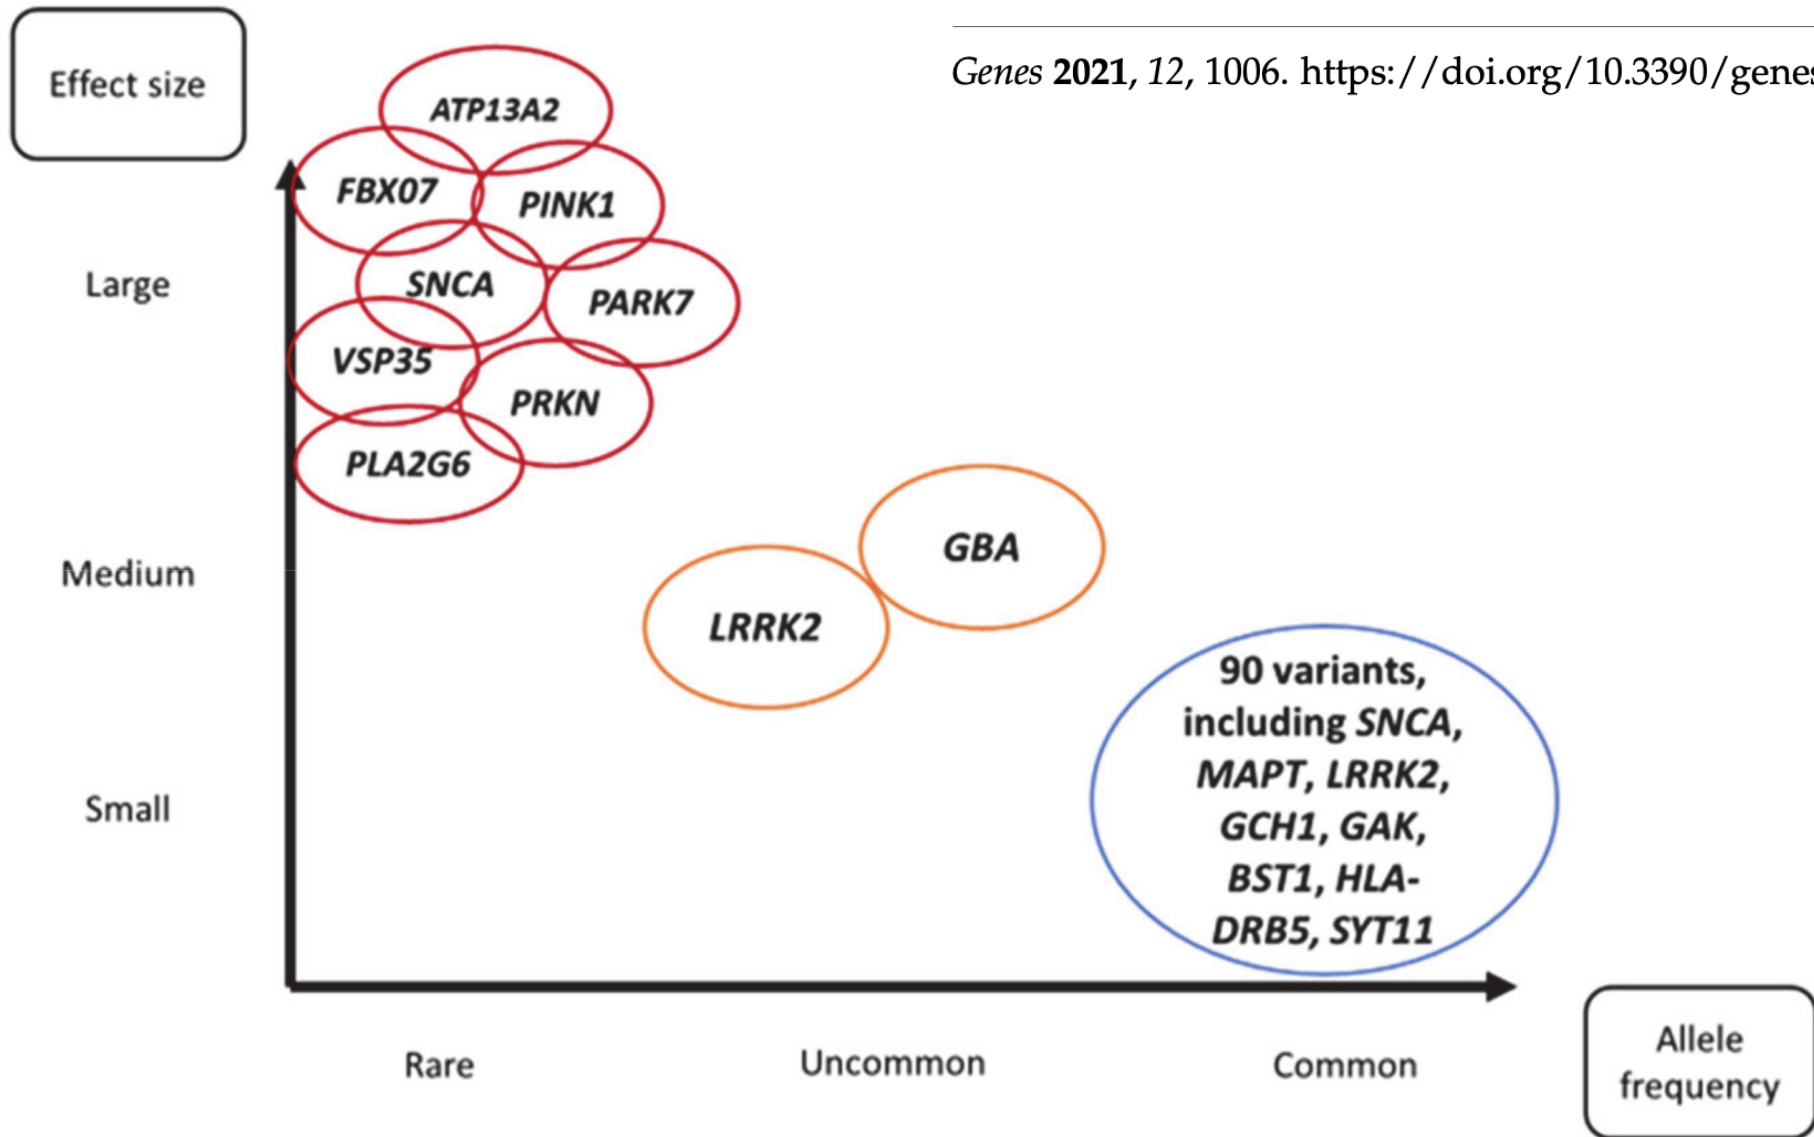 Effect size
Genes 2021, 12, 1006. https://doi.org/10.3390/genes
ATP13A2
FBX07
PINK1
Large
SNCA
PARK7
VSP35
PRKN
PLA2G6
Medium
GBA
LRRK2
Small
90 variants,
including SNCA,
MAPT, LRRK2,
GCH1, GAK,
BST1, HLA-
DRB5, SYT11
Rare
Uncommon
Common
Allele
frequency